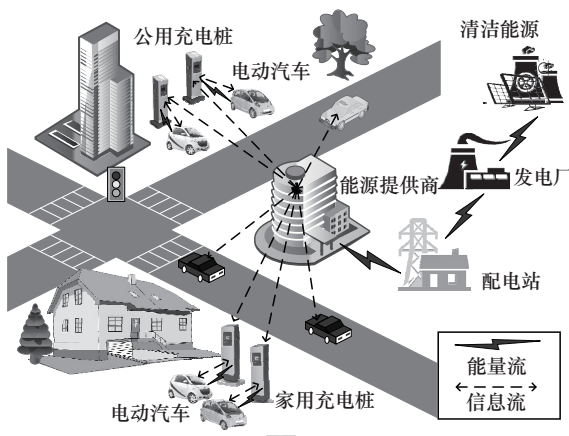 公用充电桩
电动汽车
清洁能源
能源提供商
发电厂
配电站
电动汽车
家用充电桩
能量流
信息流